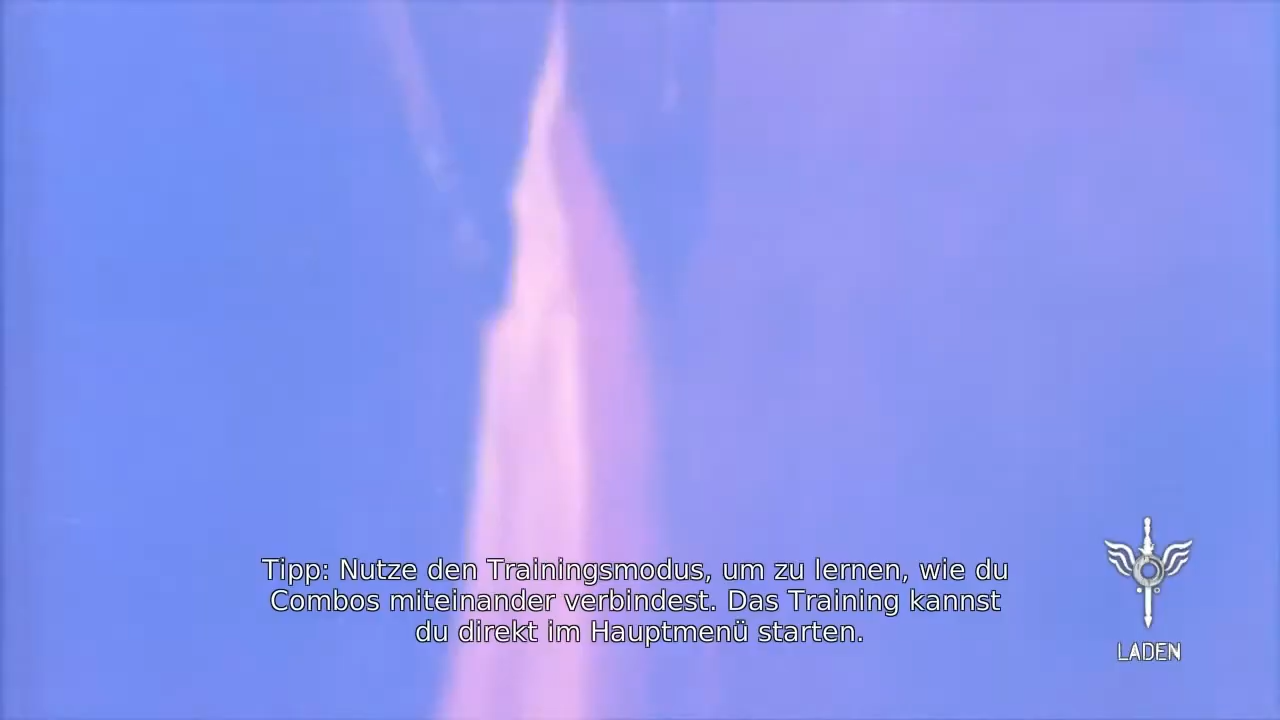 Tipp: Nutze den Trainingsmodus, um zu lernen, wie du
Combos miteinander verbindest. Das Training kannst
du direkt im Hauptmenü starten.
LADEN